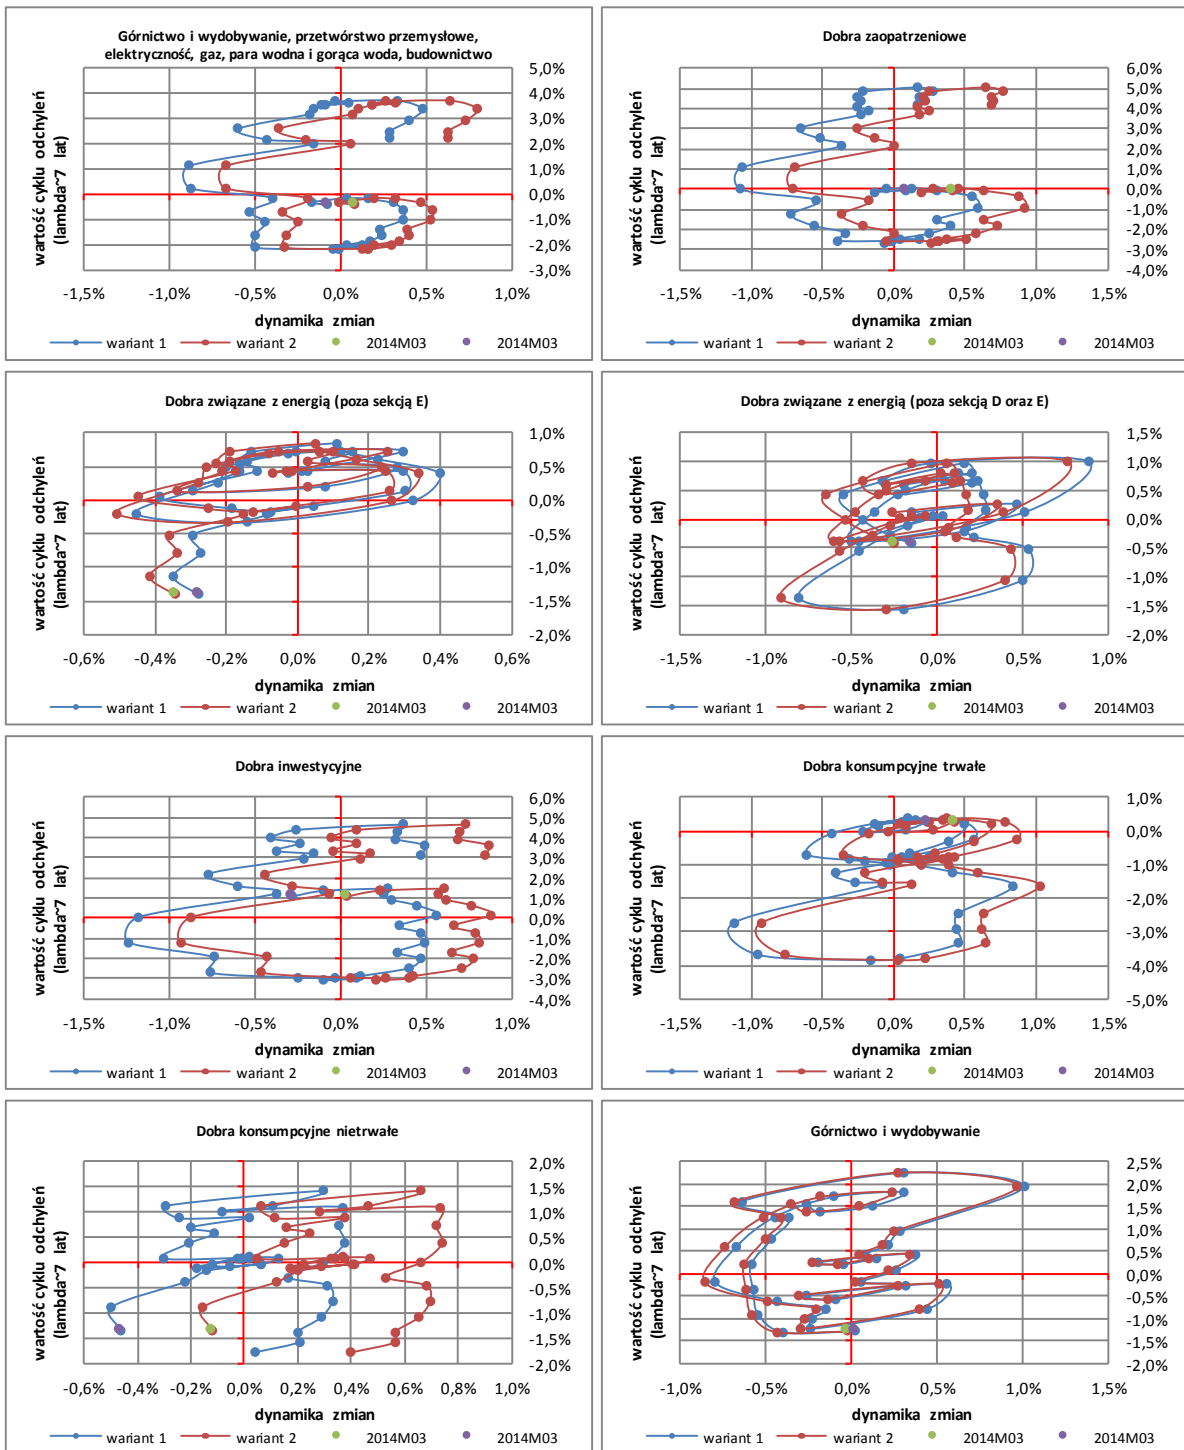 Górnictwo i wydobywanie, przetwórstwo przemysłowe,
elektryczność, gaz, para wodna i gorąca woda, budownictwo
wartość cyklu odchyleń
(lambda~7 lat)
5,0%
4,0%
3,0%
2,0%
1,0%
0,0%
-1,0%
-2,0%
-3,0%
-1,5% -1,0% -0,5% 0,0% 0,5% 1,0%
dynamika zmian
wariant 1 wariant 2 2014M03 2014M03
Dobra zaopatrzeniowe
wartość cyklu odchyleń
(lambda~7 lat)
6,0%
5,0%
4,0%
3,0%
2,0%
1,0%
0,0%
-1,0%
-2,0%
-3,0%
-4,0%
-1,5% -1,0% -0,5% 0,0% 0,5% 1,0% 1,5%
dynamika zmian
wariant 1 wariant 2 2014M03 2014M03
Dobra związane z energią (poza sekcją E)
wartość cyklu odchyleń
(lambda~7 lat)
1,0%
0,5%
0,0%
-0,5%
-1,0%
-1,5%
-2,0%
-0,6% -0,4% -0,2% 0,0% 0,2% 0,4% 0,6%
dynamika zmian
wariant 1 wariant 2 2014M03 2014M03
Dobra związane z energią (poza sekcją D oraz E)
wartość cyklu odchyleń
(lambda~7 lat)
1,5%
1,0%
0,5%
0,0%
-0,5%
-1,0%
-1,5%
-2,0%
-1,5% -1,0% -0,5% 0,0% 0,5% 1,0%
dynamika zmian
wariant 1 wariant 2 2014M03 2014M03
Dobra inwestycyjne
wartość cyklu odchyleń
(lambda~7 lat)
6,0%
5,0%
4,0%
3,0%
2,0%
1,0%
0,0%
-1,0%
-2,0%
-3,0%
-4,0%
-1,5% -1,0% -0,5% 0,0% 0,5% 1,0%
dynamika zmian
wariant 1 wariant 2 2014M03 2014M03
Dobra konsumpcyjne trwałe
wartość cyklu odchyleń
(lambda~7 lat)
1,0%
0,0%
-1,0%
-2,0%
-3,0%
-4,0%
-5,0%
-1,5% -1,0% -0,5% 0,0% 0,5% 1,0% 1,5%
dynamika zmian
wariant 1 wariant 2 2014M03 2014M03
Dobra konsumpcyjne nietrwałe
wartość cyklu odchyleń
(lambda~7 lat)
2,0%
1,5%
1,0%
0,5%
0,0%
-0,5%
-1,0%
-1,5%
-2,0%
-0,6% -0,4% -0,2% 0,0% 0,2% 0,4% 0,6% 0,8% 1,0%
dynamika zmian
wariant 1 wariant 2 2014M03 2014M03
Górnictwo i wydobywanie
wartość cyklu odchyleń
(lambda~7 lat)
2,5%
2,0%
1,5%
1,0%
0,5%
0,0%
-0,5%
-1,0%
-1,5%
-2,0%
-1,0% -0,5% 0,0% 0,5% 1,0% 1,5%
dynamika zmian
wariant 1 wariant 2 2014M03 2014M03